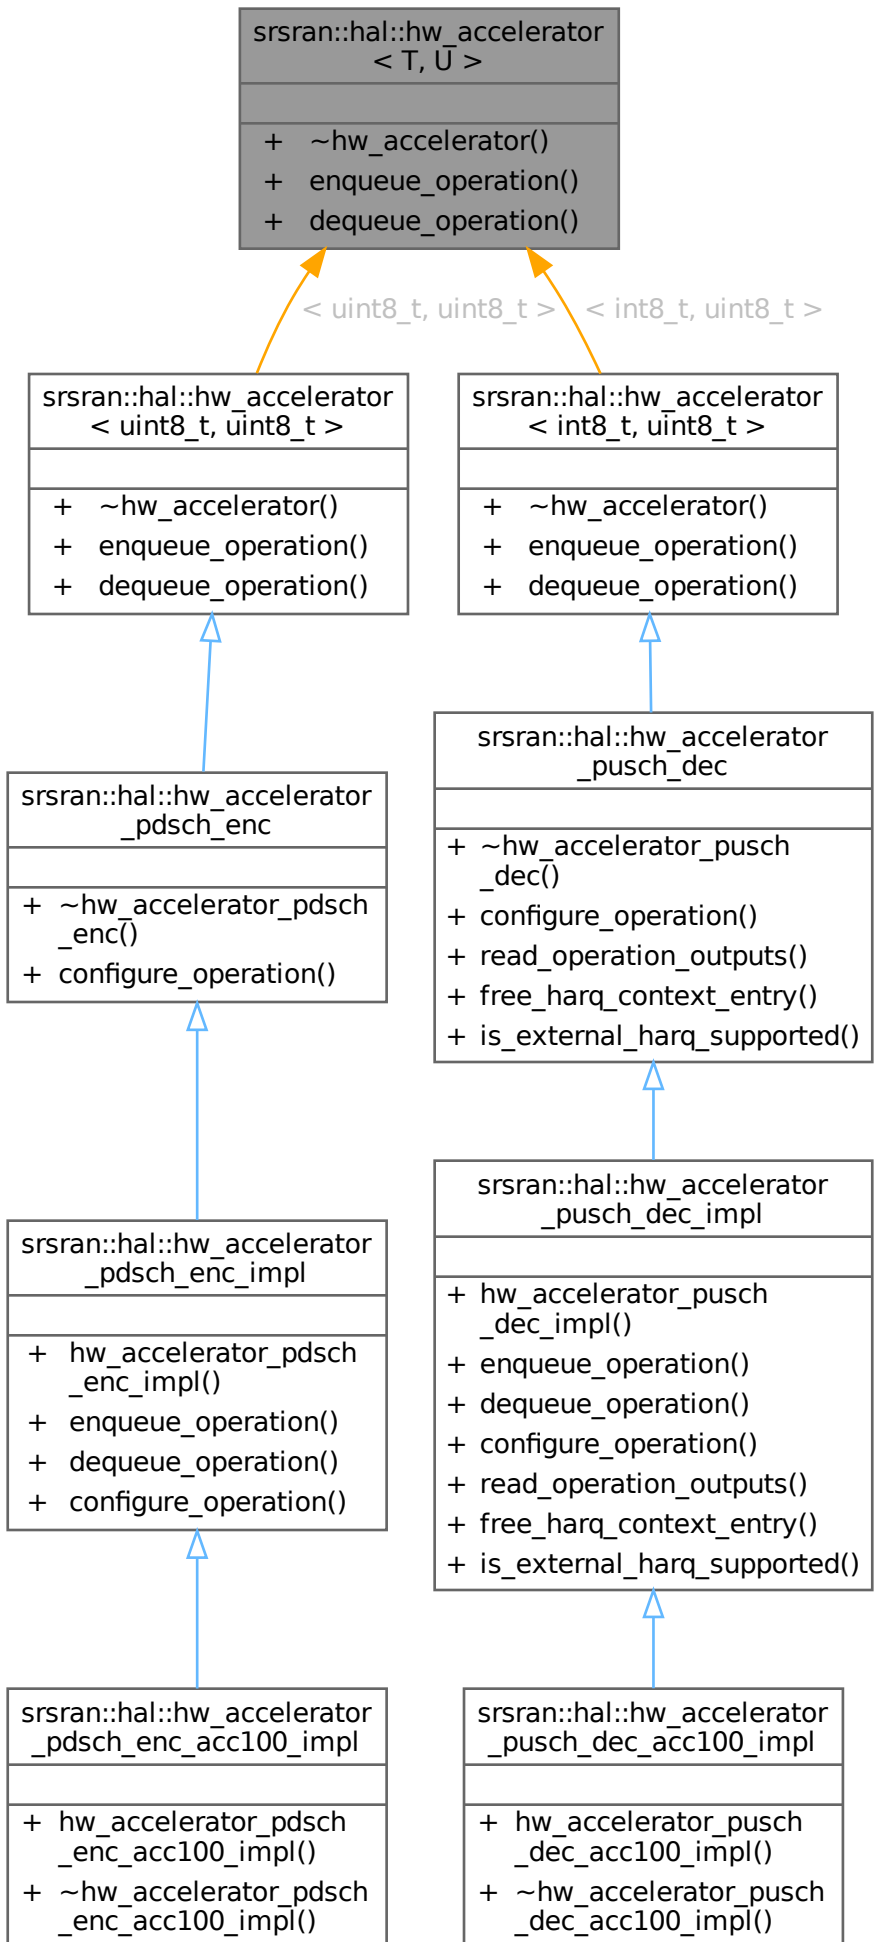 srsran::hal::hw_accelerator
< T, U >
+ ~hw_accelerator()
+ enqueue_operation()
+ dequeue_operation()
< uint8_t, uint8_t >
< int8_t, uint8_t >
srsran::hal::hw_accelerator
< uint8_t, uint8_t >
+ ~hw_accelerator()
+ enqueue_operation()
+ dequeue_operation()
srsran::hal::hw_accelerator
< int8_t, uint8_t >
+ ~hw_accelerator()
+ enqueue_operation()
+ dequeue_operation()
srsran::hal::hw_accelerator
_pdsch_enc
+ ~hw_accelerator_pdsch
_enc()
+ configure_operation()
srsran::hal::hw_accelerator
_pusch_dec
+ ~hw_accelerator_pusch
_dec()
+ configure_operation()
+ read_operation_outputs()
+ free_harq_context_entry()
+ is_external_harq_supported()
srsran::hal::hw_accelerator
_pdsch_enc_impl
+ hw_accelerator_pdsch
_enc_impl()
+ enqueue_operation()
+ dequeue_operation()
+ configure_operation()
srsran::hal::hw_accelerator
_pusch_dec_impl
+ hw_accelerator_pusch
_dec_impl()
+ enqueue_operation()
+ dequeue_operation()
+ configure_operation()
+ read_operation_outputs()
+ free_harq_context_entry()
+ is_external_harq_supported()
srsran::hal::hw_accelerator
_pdsch_enc_acc100_impl
+ hw_accelerator_pdsch
_enc_acc100_impl()
+ ~hw_accelerator_pdsch
_enc_acc100_impl()
srsran::hal::hw_accelerator
_pusch_dec_acc100_impl
+ hw_accelerator_pusch
_dec_acc100_impl()
+ ~hw_accelerator_pusch
_dec_acc100_impl()